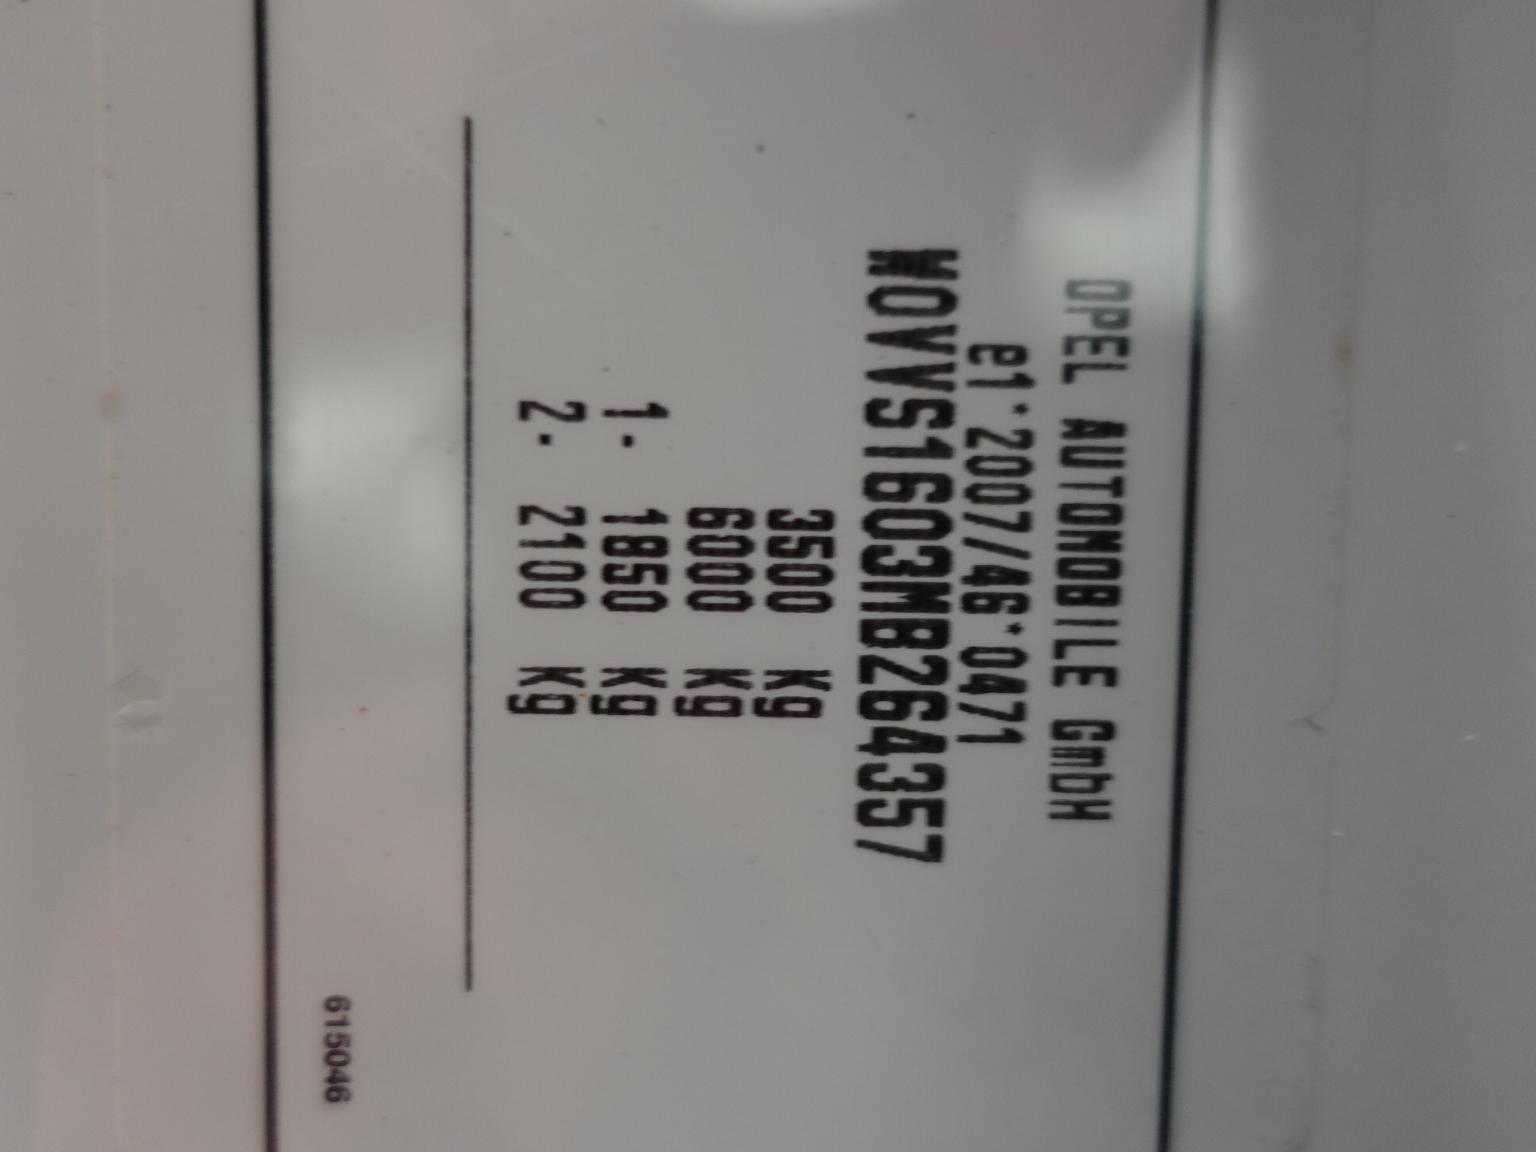 OPEL AUTOMOBILE GmbH
e1*2007/46*0471
W0VVS1603MB264357
3500 Kg
6000 Kg
1. 1850 Kg
2. 2100 Kg
615046